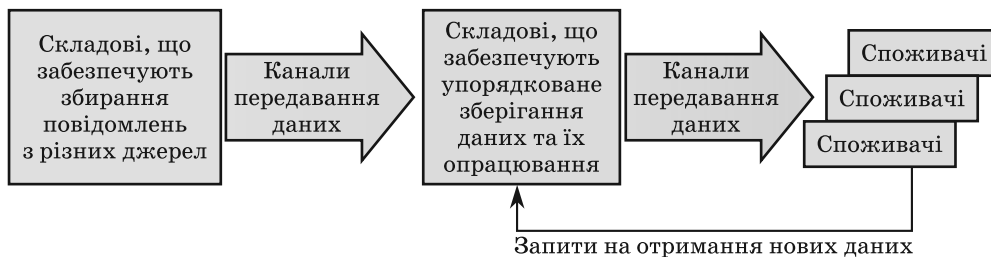 Складові, що
забезпечують
збирання
повідомлень
з різних джерел
Канали
передавання
даних
Складові, що
забезпечують
упорядковане
зберігання
даних та їх
опрацювання
Канали
передавання
даних
Споживачі
Споживачі
Споживачі
Запити на отримання нових даних